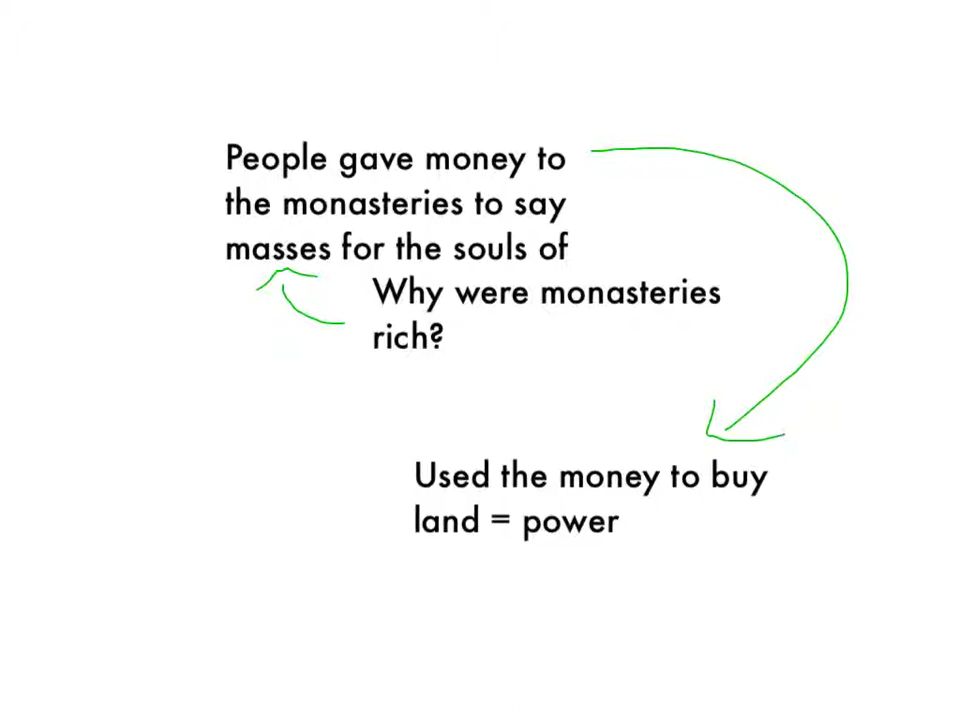 People gave money to
the monasteries to say
masses for the souls of
Why were monasteries
rich?
Used the money to buy
land = power